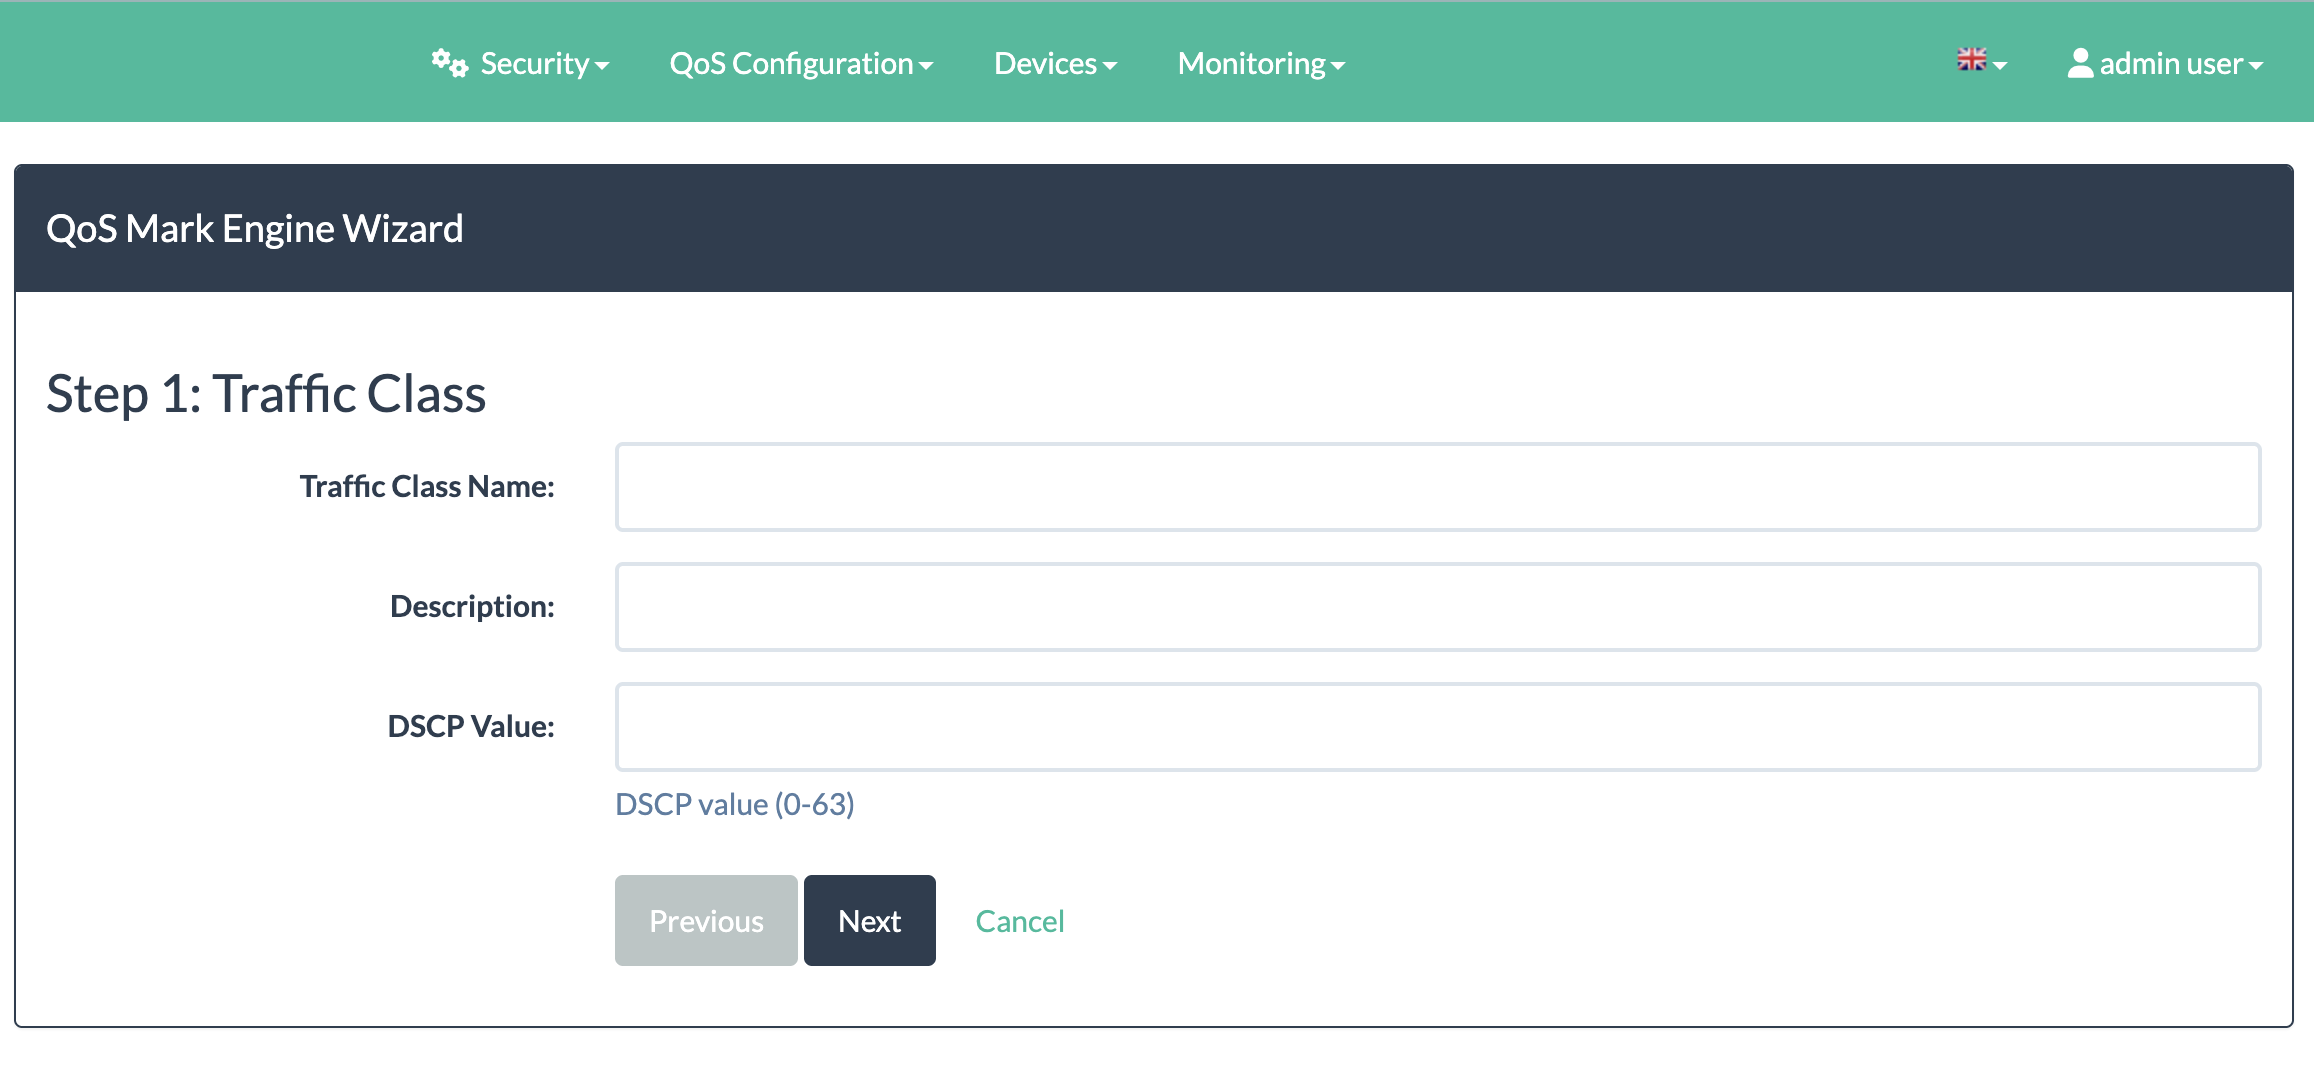 Security QoS Configuration Devices Monitoring admin user
QoS Mark Engine Wizard
Step 1: Traffic Class
Traffic Class Name:
Description:
DSCP Value:
DSCP value (0-63)
Previous Next Cancel